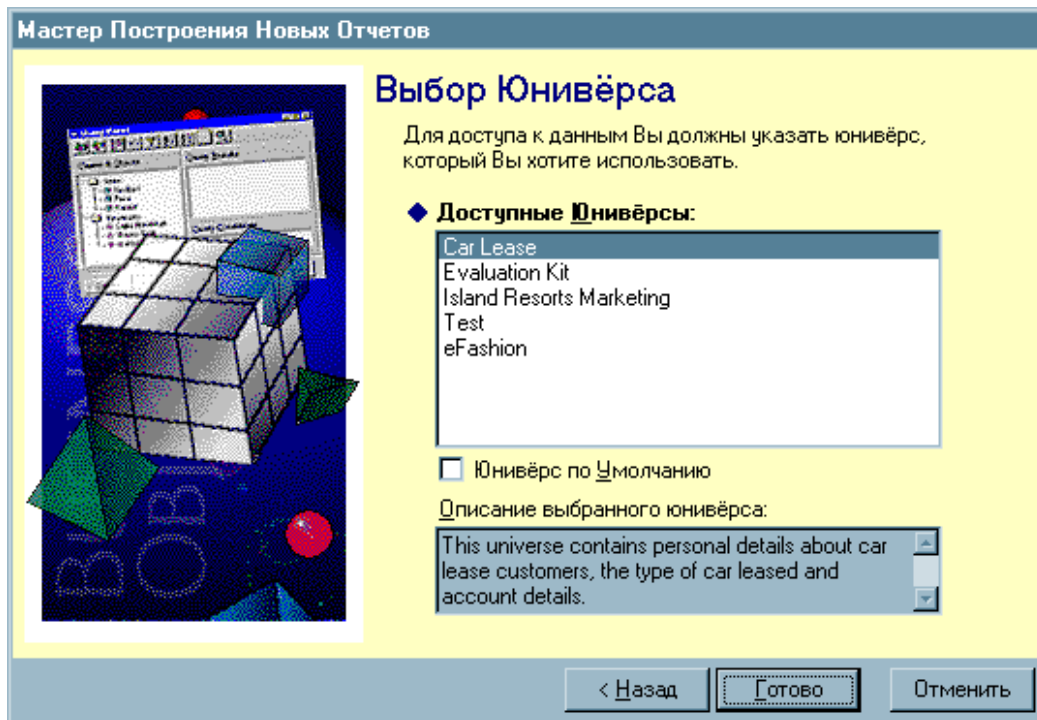 Мастер Построения Новых Отчетов
Выбор Юнивёрса
Для доступа к данным Вы должны указать юнивёрс,
который Вы хотите использовать.
Доступные Юнивёрсы:
Car Lease
Evaluation Kit
Island Resorts Marketing
Test
eFashion
Юнивёрс по Умолчанию
Описание выбранного юнивёрса:
This universe contains personal details about car
lease customers, the type of car leased and
account details.
< Назад
Готово
Отменить